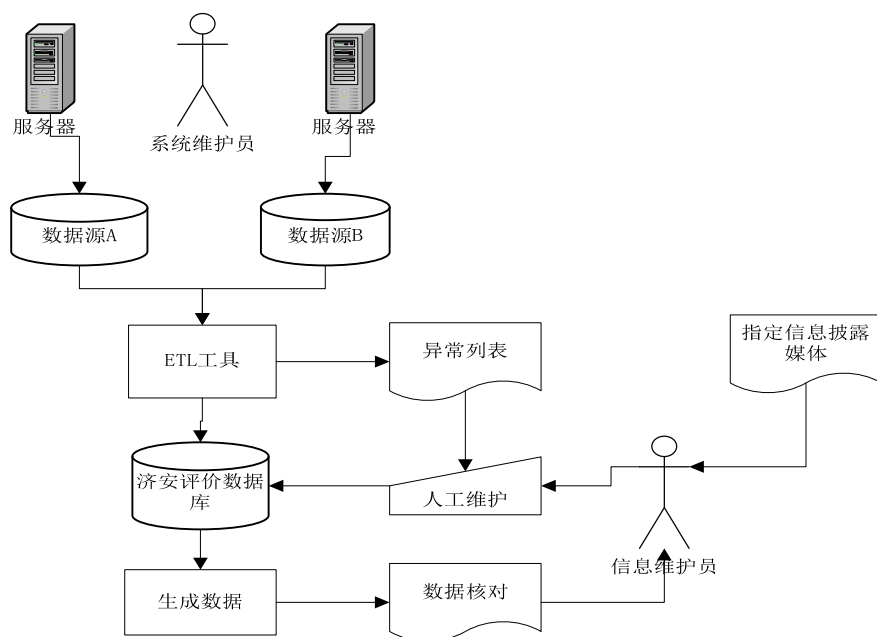 服务器
系统维护员
服务器
数据源A
数据源B
ETL工具
异常列表
指定信息披露
媒体
济安评价数据
库
人工维护
信息维护员
生成数据
数据核对